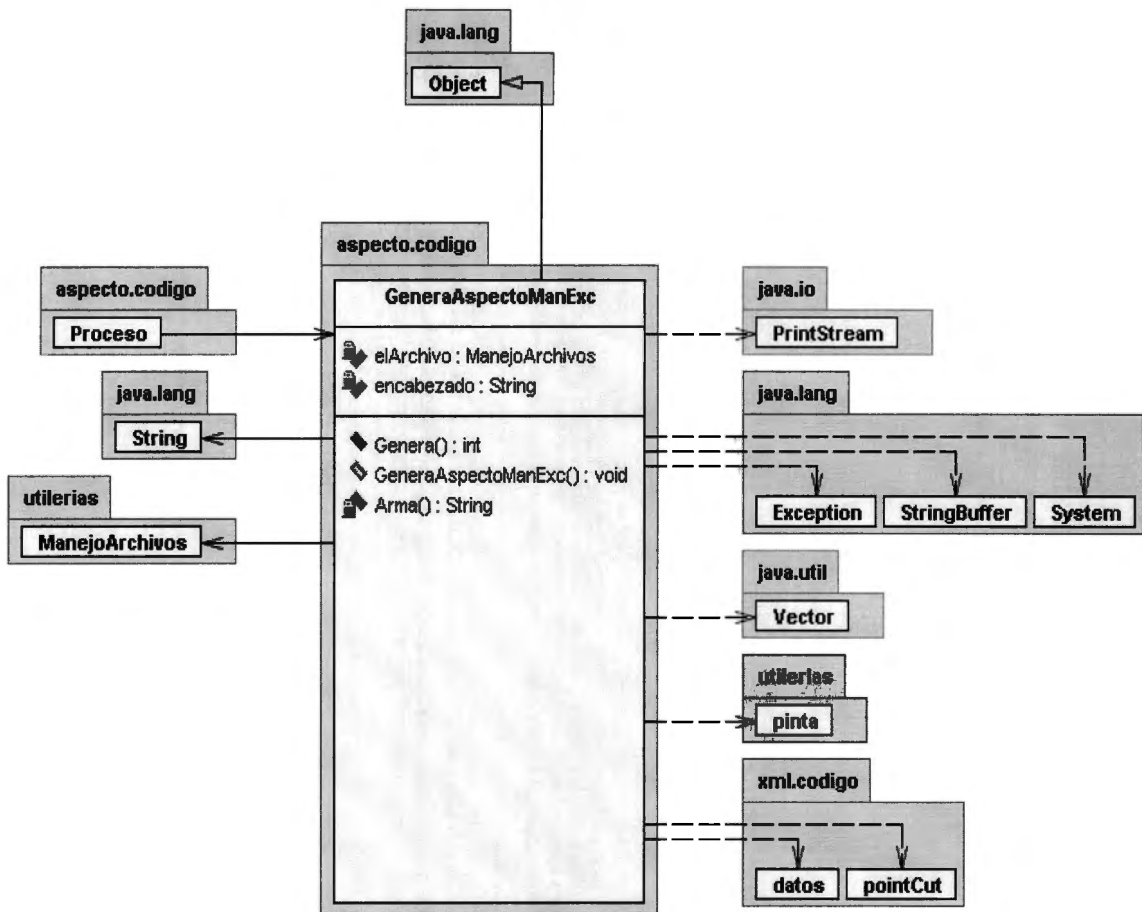 java.lang
Object
aspecto.codigo
GeneraAspectoManExc
elArchivo : ManejoArchivos
encabezado : String
Genera() : int
GeneraAspectoManExc() : void
Arma() : String
aspecto.codigo
Proceso
java.lang
String
utilerias
ManejoArchivos
java.io
PrintStream
java.lang
Exception
StringBuffer
System
java.util
Vector
utilerias
pinta
xml.codigo
datos
pointCut